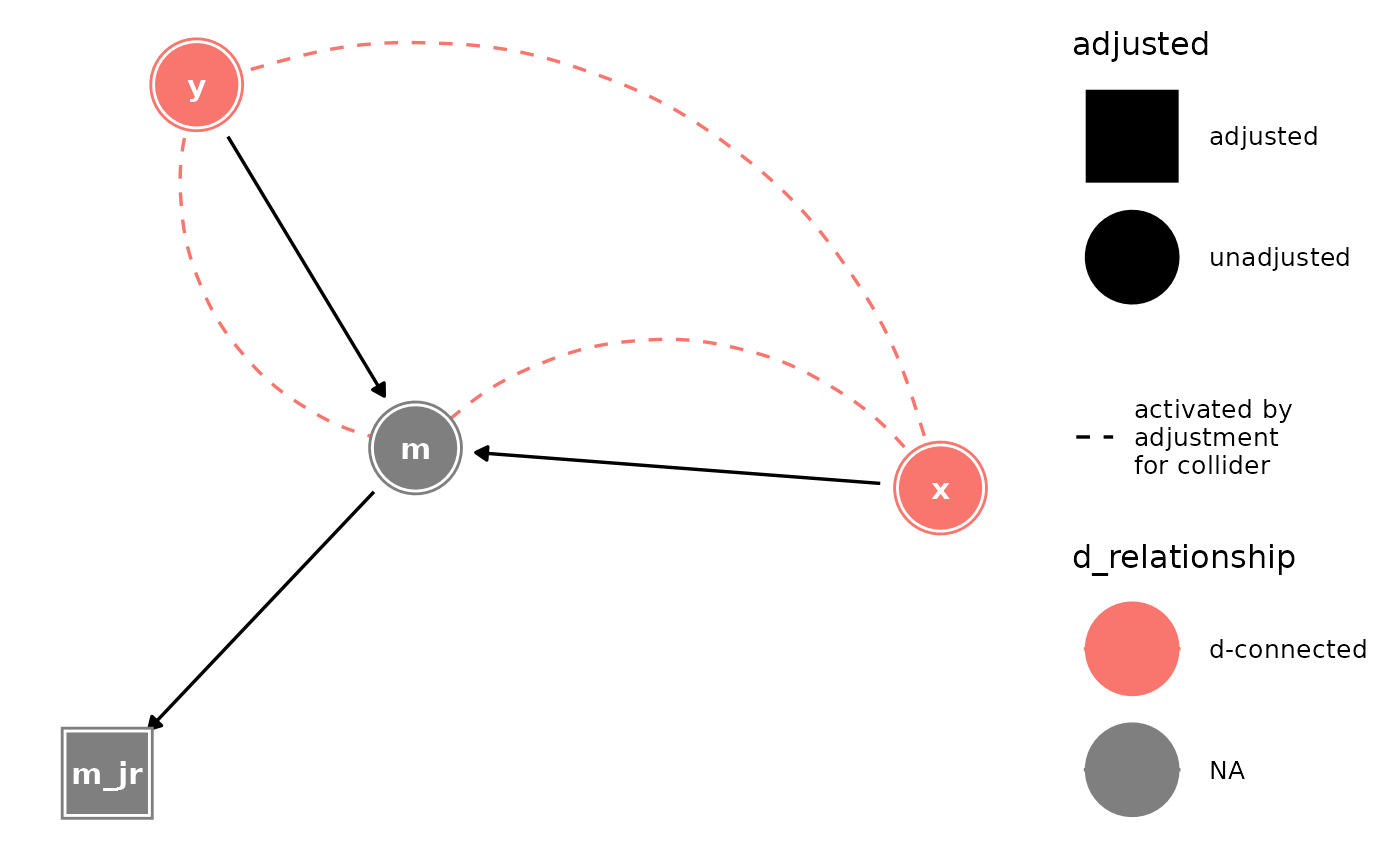 y
m
x
m_jr
adjusted
adjusted
unadjusted
activated by
adjustment
for collider
d_relationship
d-connected
NA